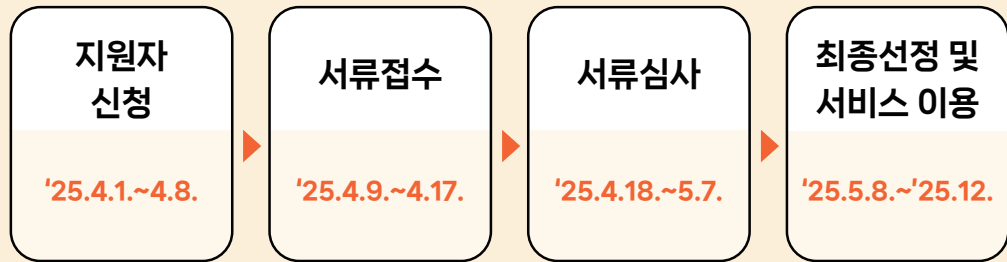 지원자
신청
‘25.4.1.~4.8.
서류접수
‘25.4.9.~4.17.
서류심사
‘25.4.18.~5.7.
최종선정 및
서비스 이용
‘25.5.8.~‘25.12.